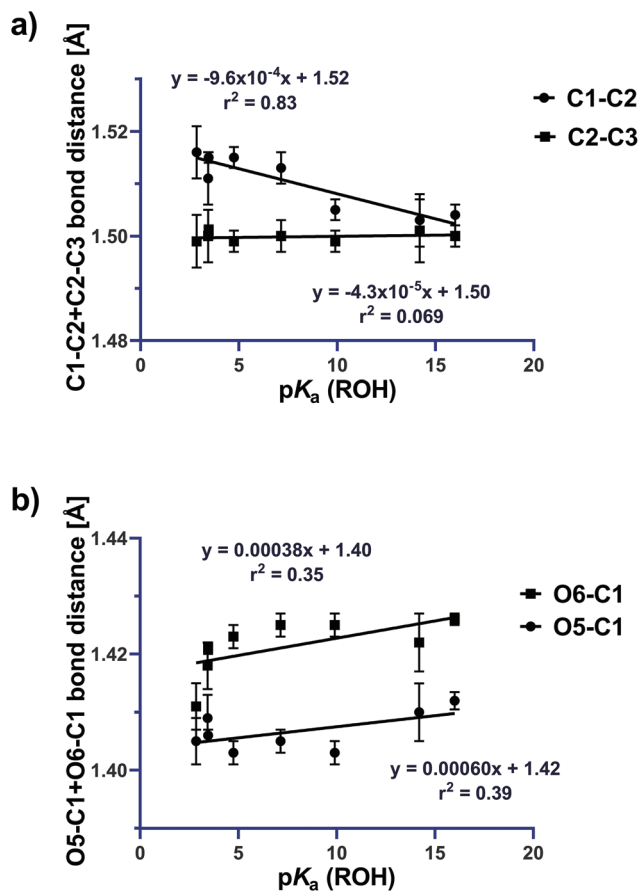 a)
C1-C2+C2-C3 bond distance [Å]
y = -9.6x10⁻⁴x + 1.52
r² = 0.83
C1-C2
C2-C3
1.52
1.50
1.48
y = -4.3x10⁻⁵x + 1.50
r² = 0.069
0 5 10 15 20
pKₐ (ROH)
b)
O5-C1+O6-C1 bond distance [Å]
1.44
y = 0.00038x + 1.40
r² = 0.35
O6-C1
O5-C1
1.42
1.40
y = 0.00060x + 1.42
r² = 0.39
0 5 10 15 20
pKₐ (ROH)